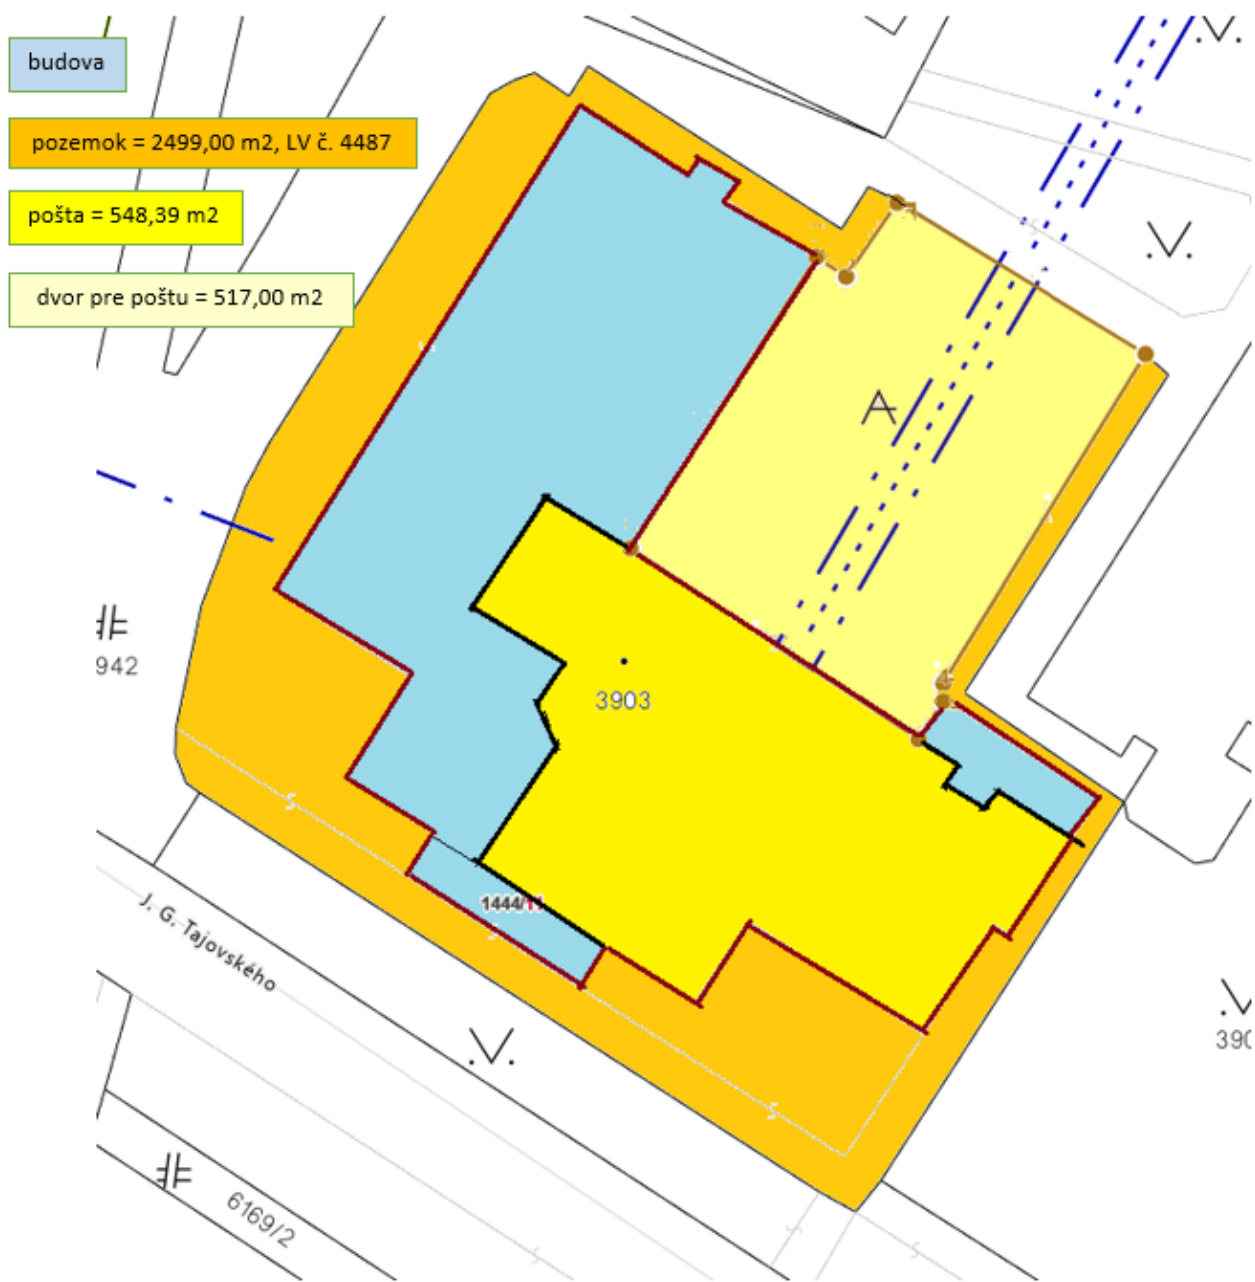 budova
pozemok = 2499,00 m2, LV č. 4487
pošta = 548,39 m2
dvor pre poštu = 517,00 m2
942
3903
1444/11
J. G. Tajovského
390
6169/2